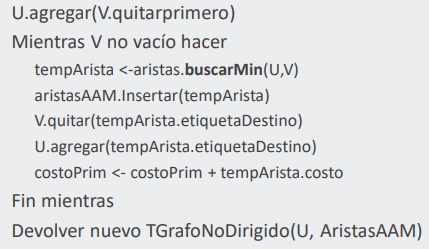 U.agregar(V.quitarprimero)
Mientras V no vacío hacer
tempArista <-aristas.buscarMin(U,V)
aristasAAM.Insertar(tempArista)
V.quitar(tempArista.etiquetaDestino)
U.agregar(tempArista.etiquetaDestino)
costoPrim <- costoPrim + tempArista.costo
Fin mientras
Devolver nuevo TGrafoNoDirigido(U, AristasAAM)